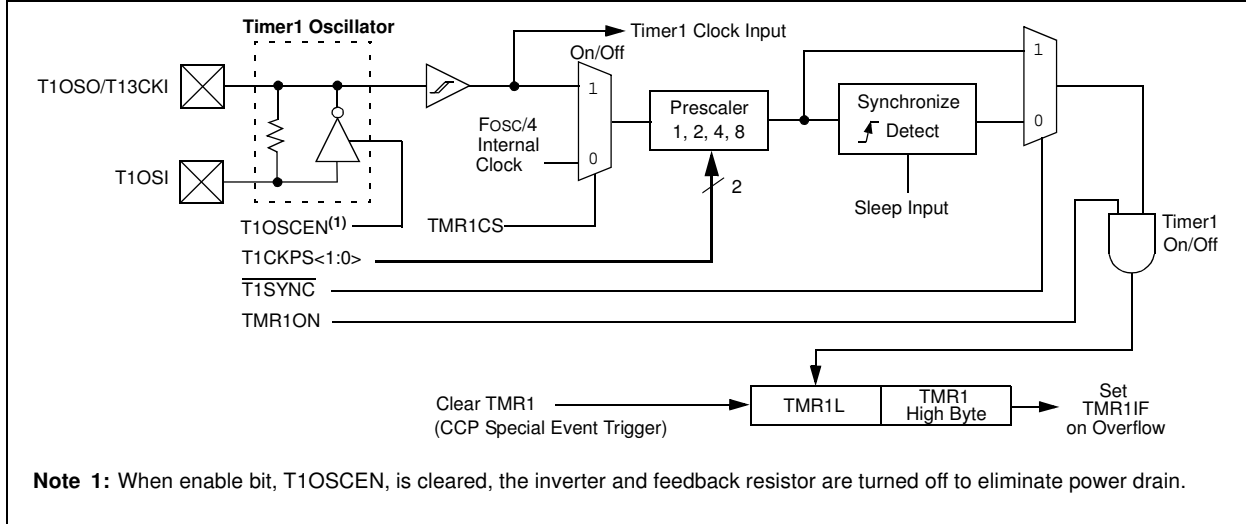 Timer1 Oscillator
T1OSO/T13CKI
T1OSI
Timer1 Clock Input
On/Off
1
FOSC/4
Internal
Clock
0
Prescaler
1, 2, 4, 8
2
Synchronize
Detect
Sleep Input
1
0
T1OSCEN(1)
TMR1CS
T1CKPS<1:0>
T1SYNC
TMR1ON
Timer1
On/Off
Clear TMR1
(CCP Special Event Trigger)
TMR1L
TMR1
High Byte
Set
TMR1IF
on Overflow
Note 1: When enable bit, T1OSCEN, is cleared, the inverter and feedback resistor are turned off to eliminate power drain.